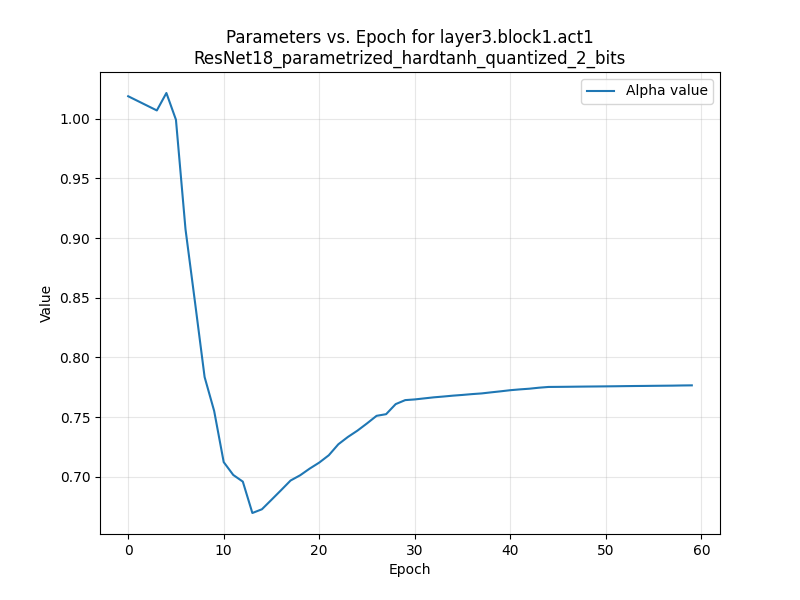 Parameters vs. Epoch for layer3.block1.act1
ResNet18_parametrized_hardtanh_quantized_2_bits
Alpha value
1.00
0.95
0.90
0.85
0.80
0.75
0.70
Value
0 10 20 30 40 50 60
Epoch